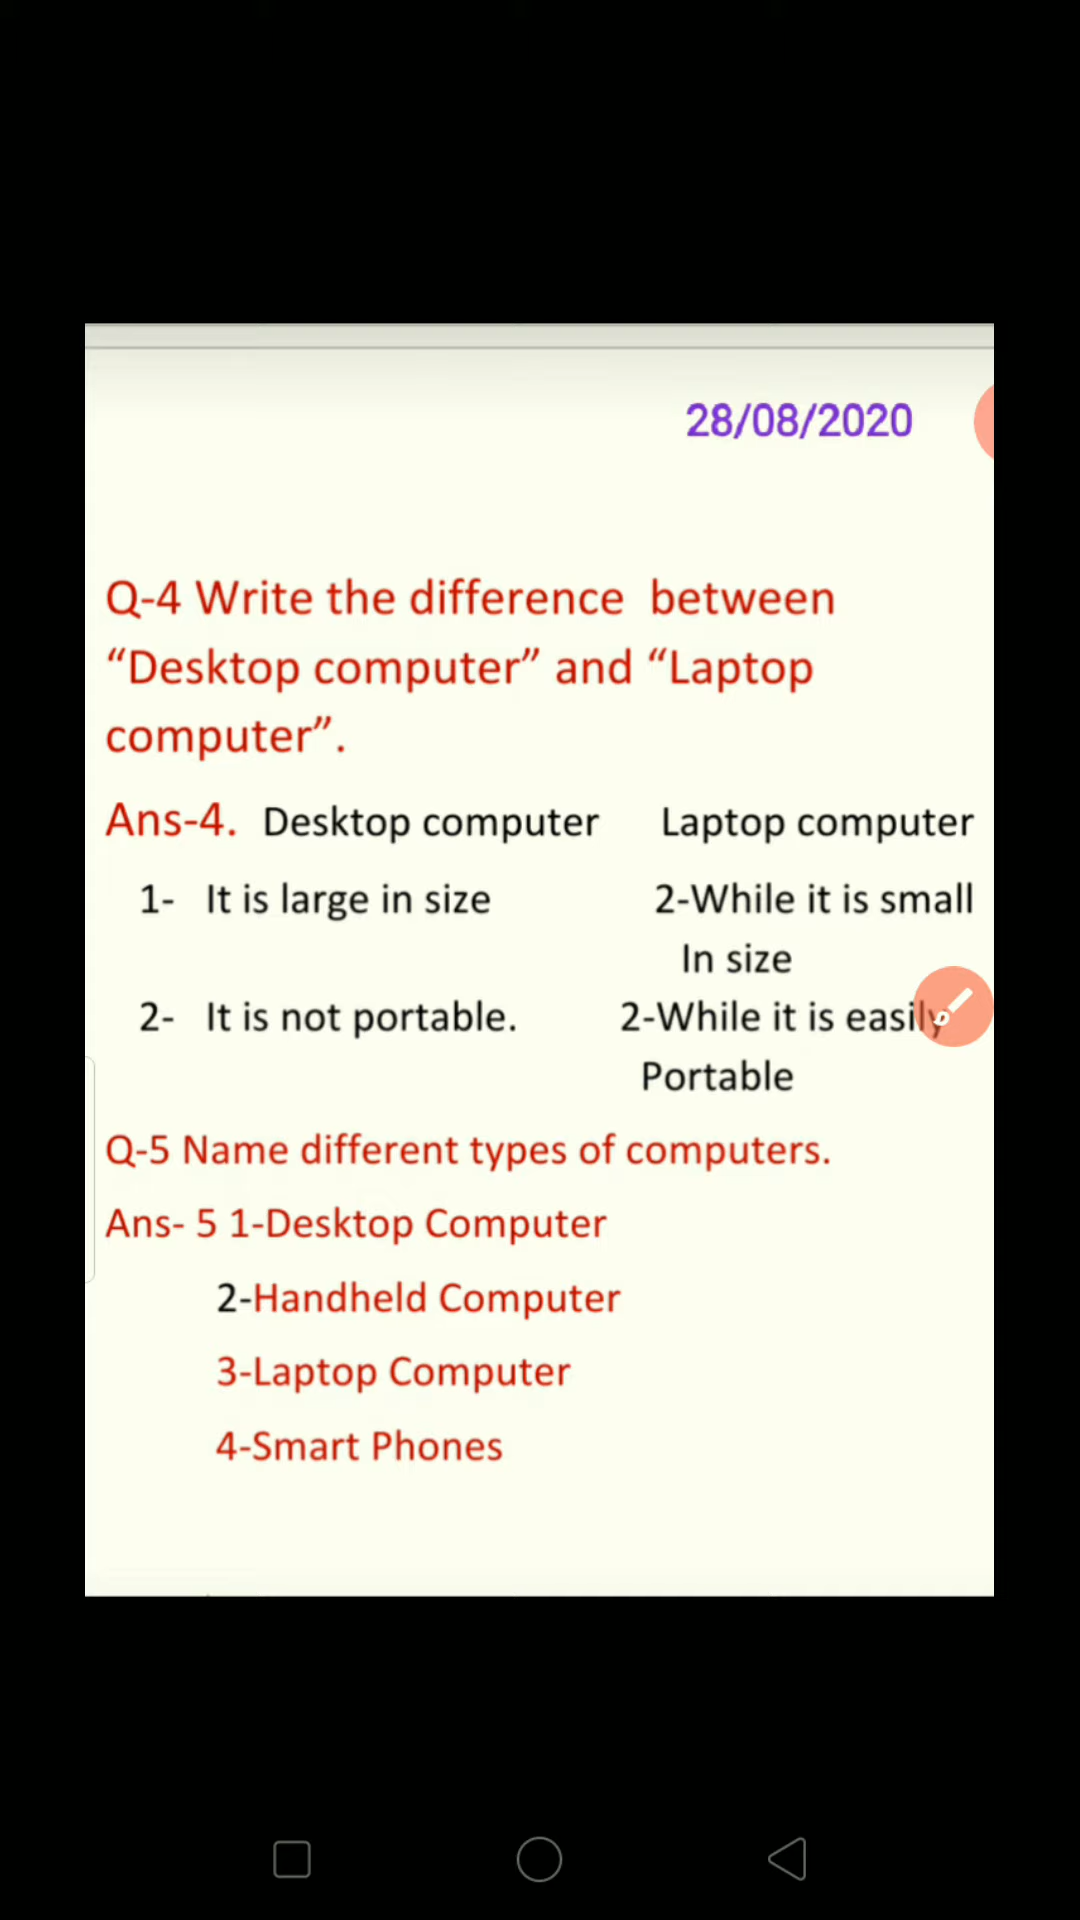 28/08/2020
Q-4 Write the difference between
“Desktop computer” and “Laptop
computer”.
Ans-4. Desktop computer Laptop computer
1- It is large in size 2-While it is small
In size
2- It is not portable. 2-While it is easily
Portable
Q-5 Name different types of computers.
Ans- 5 1-Desktop Computer
2-Handheld Computer
3-Laptop Computer
4-Smart Phones